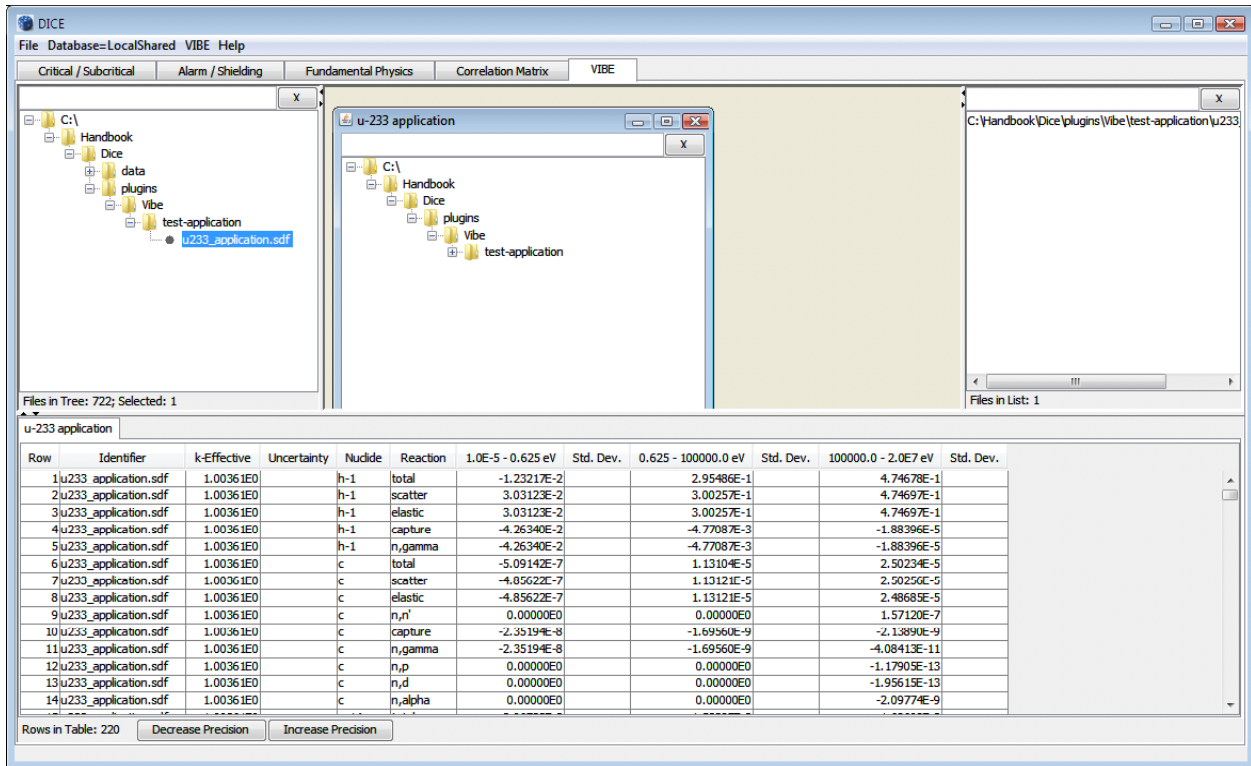 DICE
File Database=LocalShared VIBE Help
Critical / Subcritical Alarm / Shielding Fundamental Physics Correlation Matrix VIBE
X
C:\
Handbook
Dice
data
plugins
Vibe
test-application
u233_application.sdf
Files in Tree: 722; Selected: 1
u-233 application
X
C:\
Handbook
Dice
plugins
Vibe
test-application
X
C:\Handbook\Dice\plugins\Vibe\test-application\u233_
Files in List: 1
u-233 application
Row Identifier k-Effective Uncertainty Nuclide Reaction 1.0E-5 - 0.625 eV Std. Dev. 0.625 - 100000.0 eV Std. Dev. 100000.0 - 2.0E7 eV Std. Dev.
1 u233_application.sdf 1.00361E0 h-1 total -1.23217E-2 2.95486E-1 4.74678E-1
2 u233_application.sdf 1.00361E0 h-1 scatter 3.03123E-2 3.00257E-1 4.74697E-1
3 u233_application.sdf 1.00361E0 h-1 elastic 3.03123E-2 3.00257E-1 4.74697E-1
4 u233_application.sdf 1.00361E0 h-1 capture -4.26340E-2 -4.77087E-3 -1.88396E-5
5 u233_application.sdf 1.00361E0 h-1 n,gamma -4.26340E-2 -4.77087E-3 -1.88396E-5
6 u233_application.sdf 1.00361E0 c total -5.09142E-7 1.13104E-5 2.50234E-5
7 u233_application.sdf 1.00361E0 c scatter -4.85622E-7 1.13121E-5 2.50256E-5
8 u233_application.sdf 1.00361E0 c elastic -4.85622E-7 1.13121E-5 2.48685E-5
9 u233_application.sdf 1.00361E0 c n,n' 0.00000E0 0.00000E0 1.57120E-7
10 u233_application.sdf 1.00361E0 c capture -2.35194E-8 -1.69560E-9 -2.13890E-9
11 u233_application.sdf 1.00361E0 c n,gamma -2.35194E-8 -1.69560E-9 -4.08413E-11
12 u233_application.sdf 1.00361E0 c n,p 0.00000E0 0.00000E0 -1.17905E-13
13 u233_application.sdf 1.00361E0 c n,d 0.00000E0 0.00000E0 -1.95615E-13
14 u233_application.sdf 1.00361E0 c n,alpha 0.00000E0 0.00000E0 -2.09774E-9
Rows in Table: 220 Decrease Precision Increase Precision